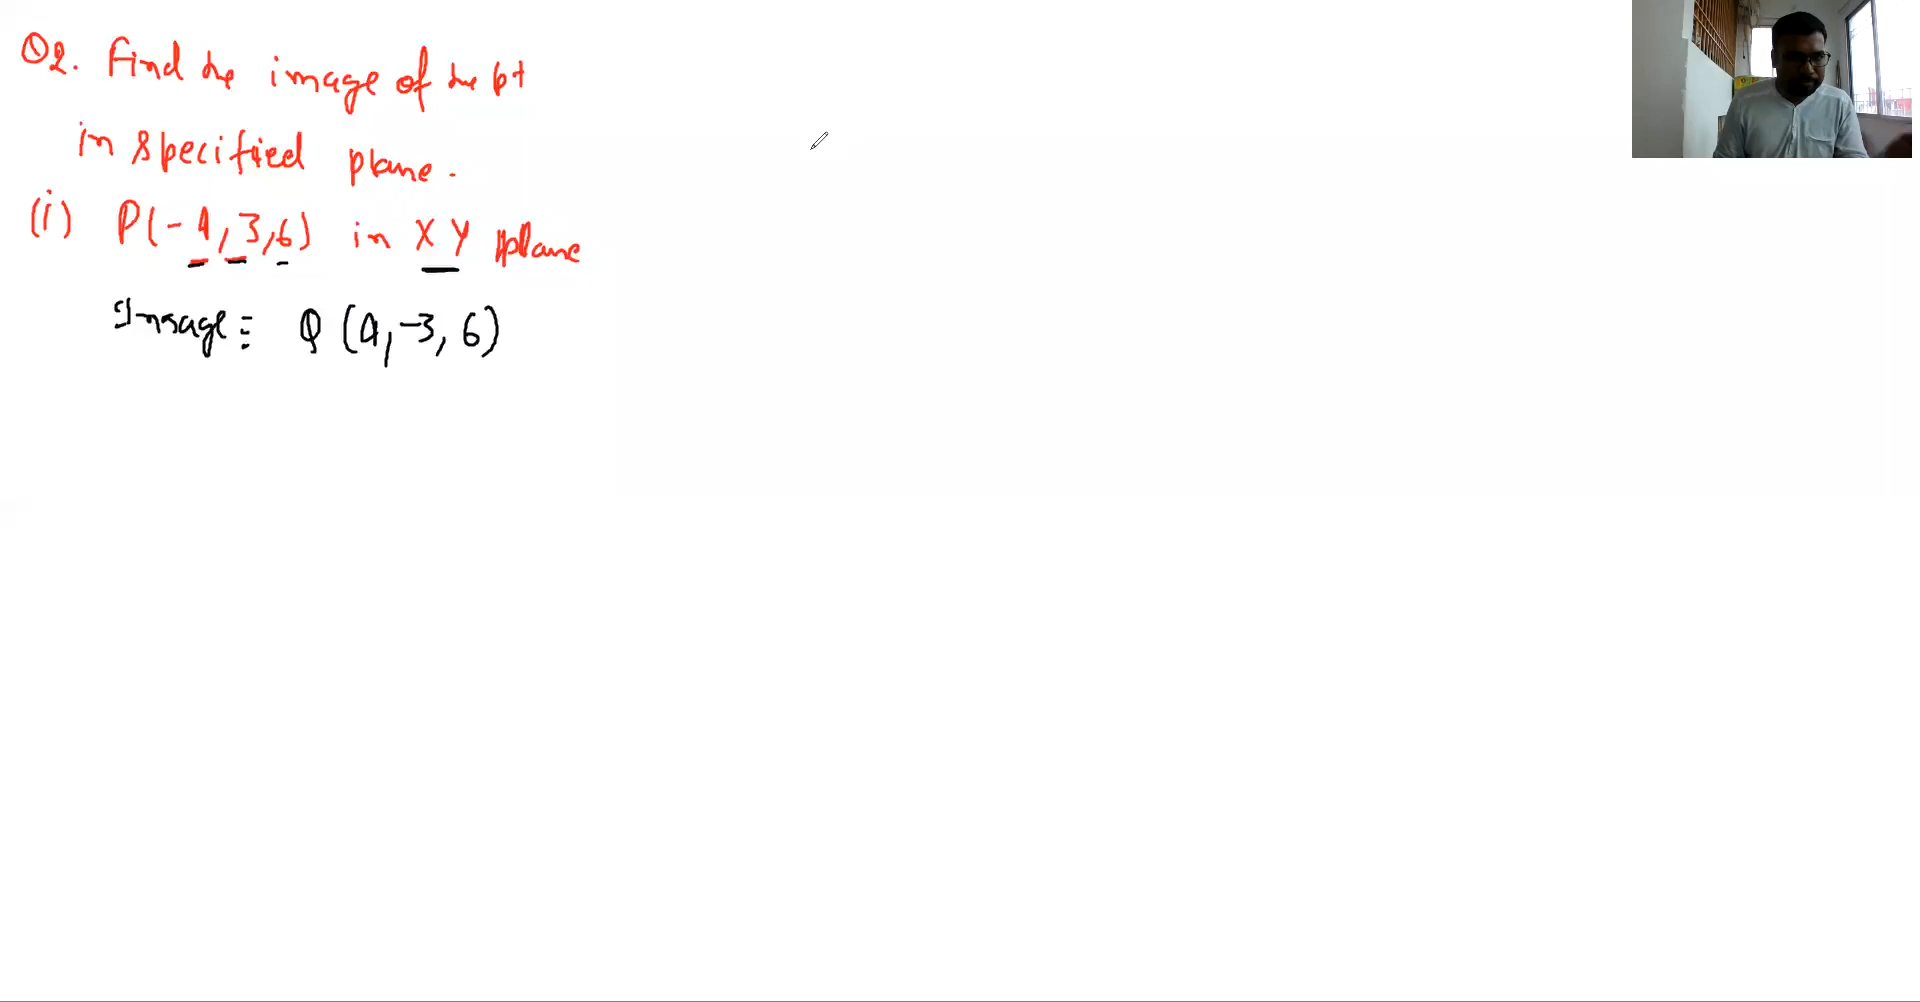 Q2. Find the image of the pt
in specified plane.
(i) P(-4, 3, 6) in XY plane
Image ≡ Q (4, -3, 6)